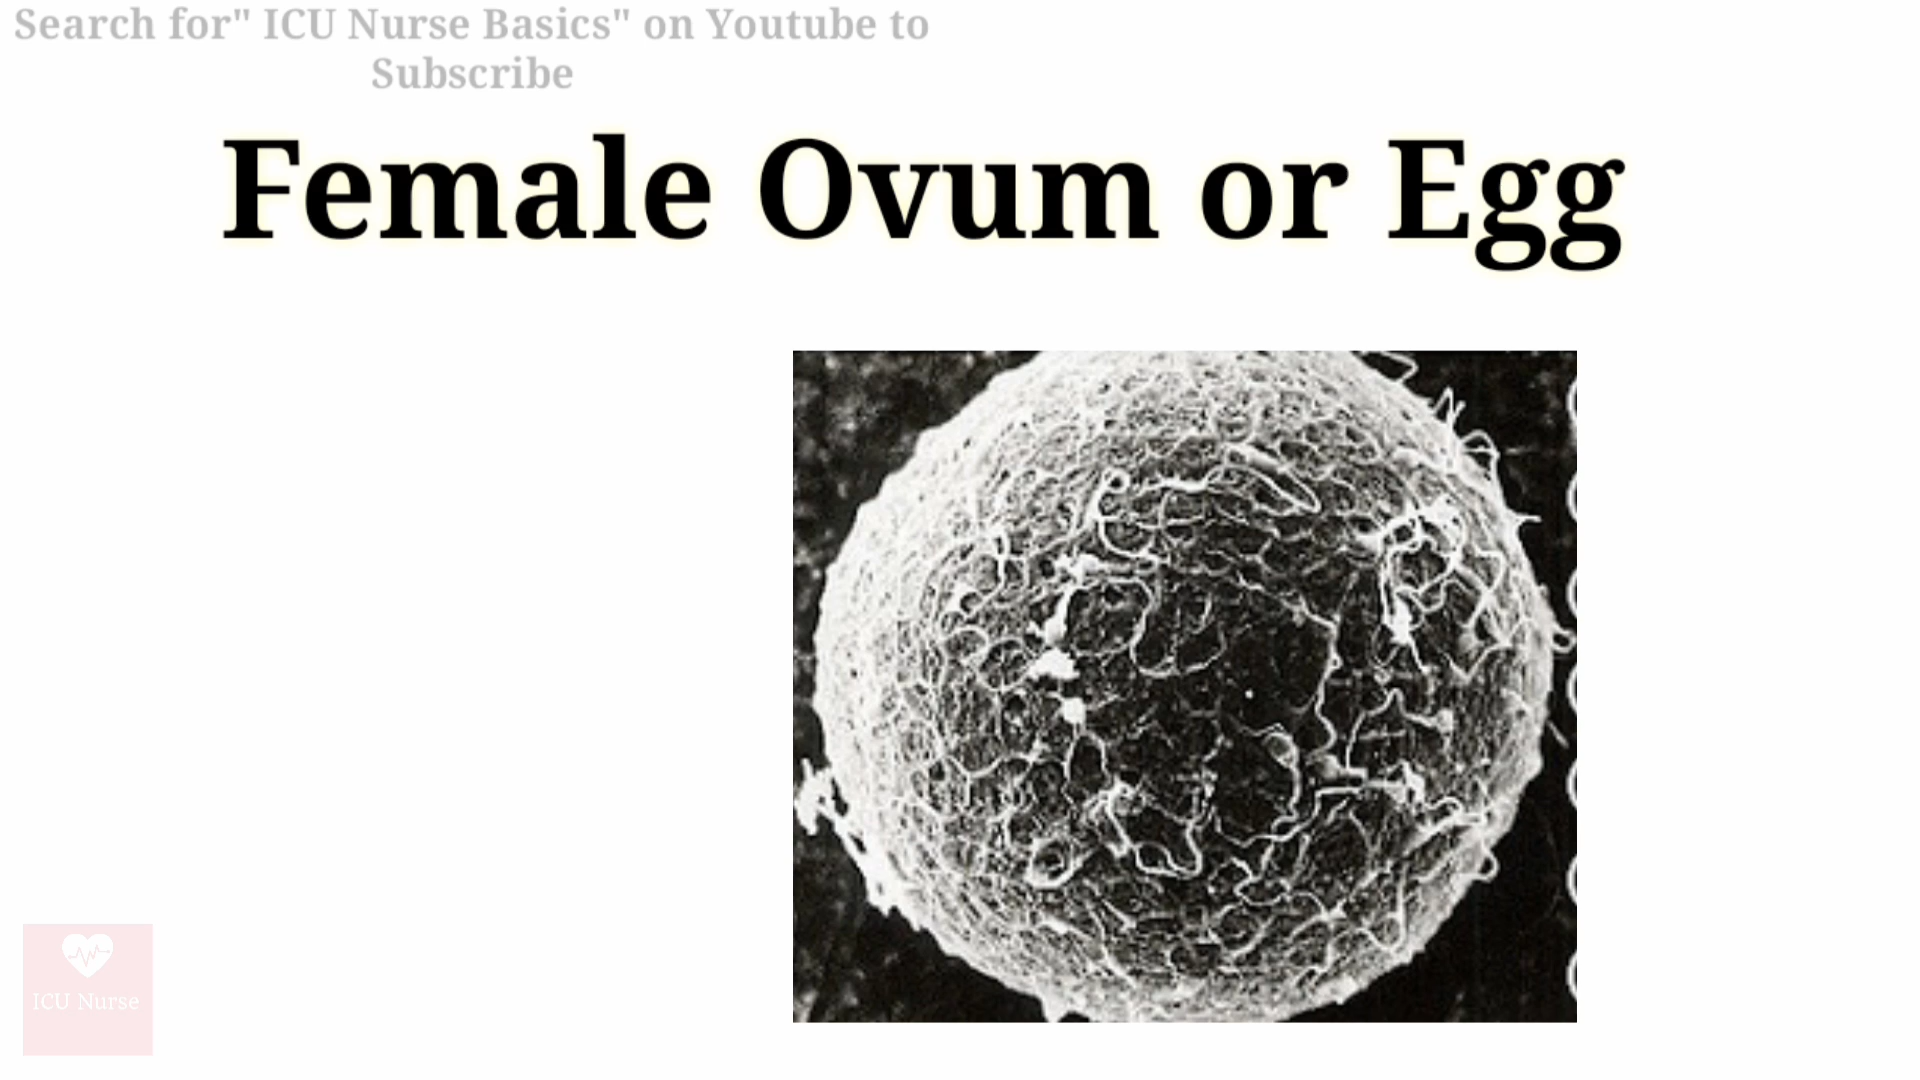 Search for" ICU Nurse Basics" on Youtube to
Subscribe
Female Ovum or Egg
ICU Nurse